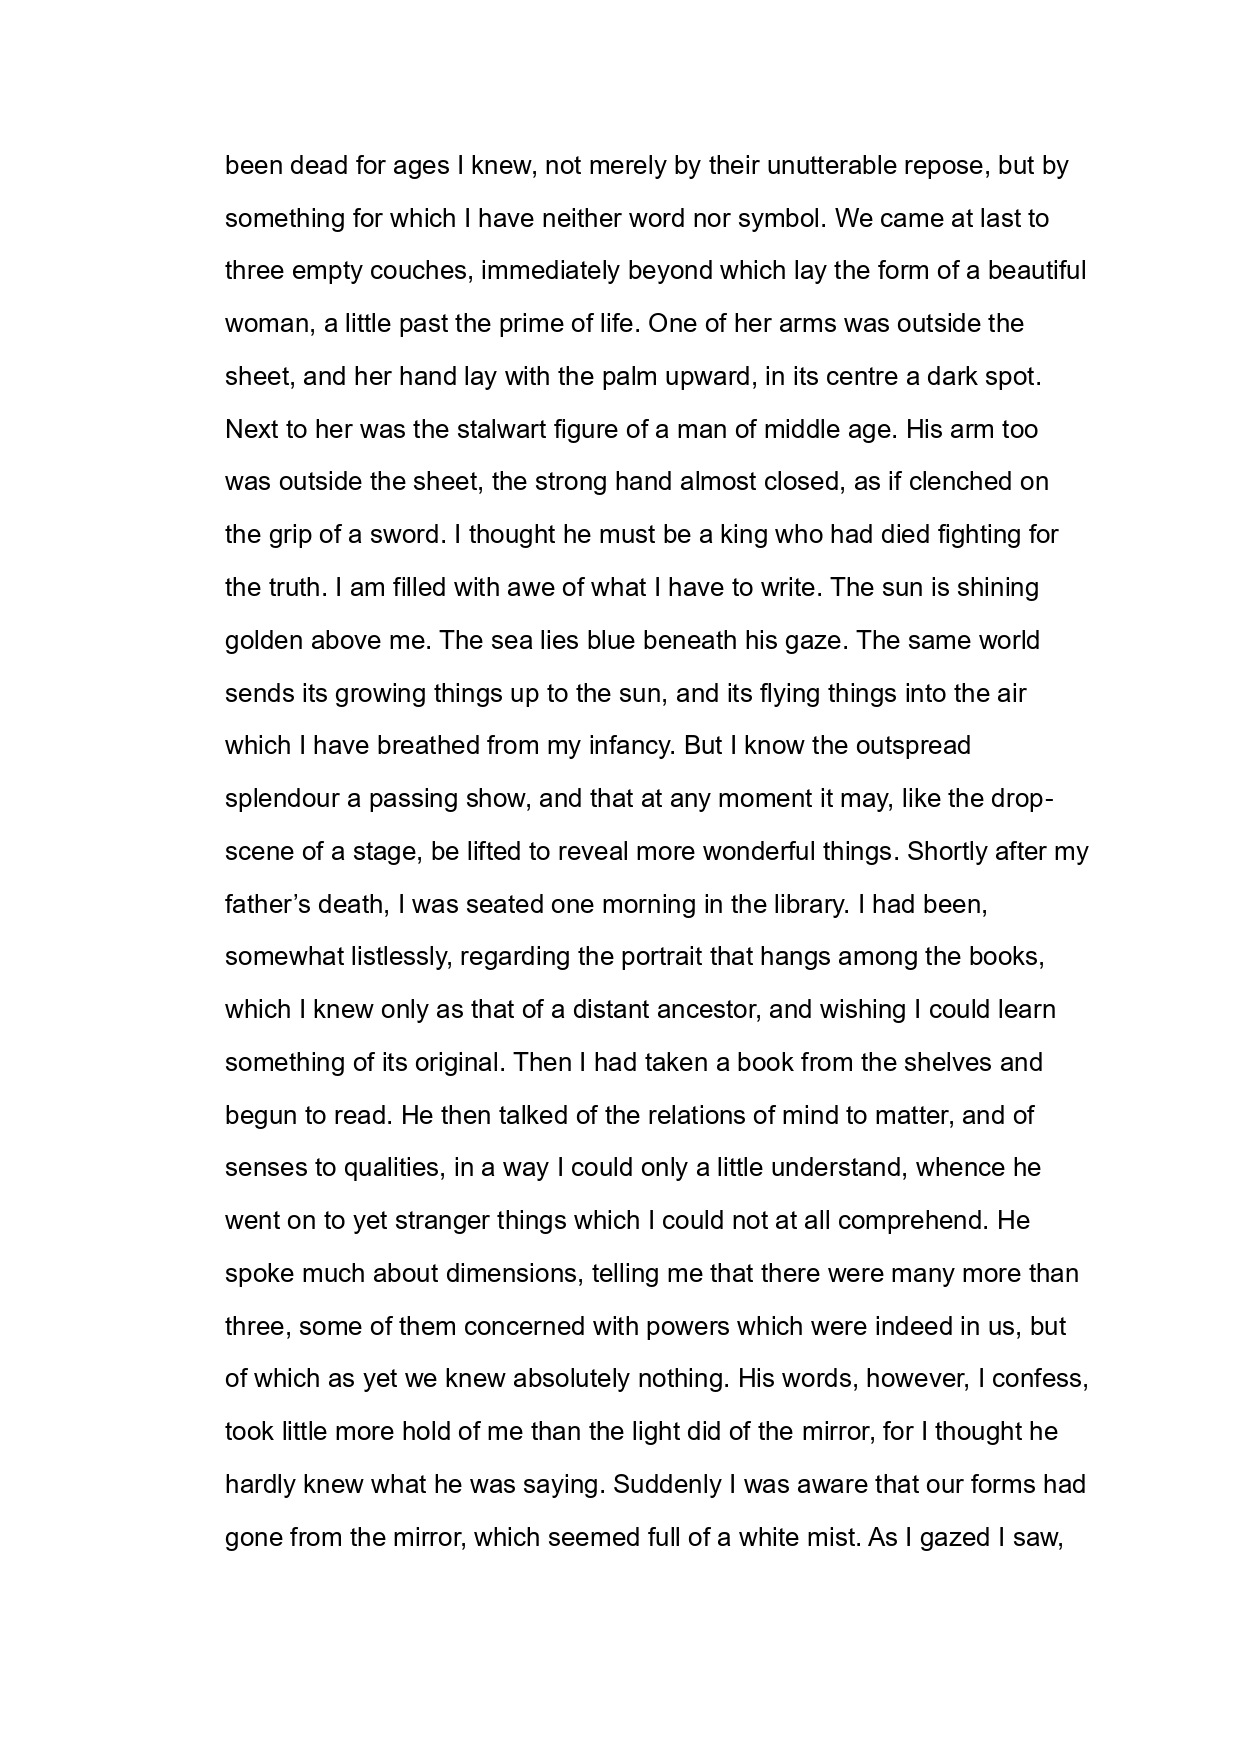 been dead for ages I knew, not merely by their unutterable repose, but by
something for which I have neither word nor symbol. We came at last to
three empty couches, immediately beyond which lay the form of a beautiful
woman, a little past the prime of life. One of her arms was outside the
sheet, and her hand lay with the palm upward, in its centre a dark spot.
Next to her was the stalwart figure of a man of middle age. His arm too
was outside the sheet, the strong hand almost closed, as if clenched on
the grip of a sword. I thought he must be a king who had died fighting for
the truth. I am filled with awe of what I have to write. The sun is shining
golden above me. The sea lies blue beneath his gaze. The same world
sends its growing things up to the sun, and its flying things into the air
which I have breathed from my infancy. But I know the outspread
splendour a passing show, and that at any moment it may, like the drop-
scene of a stage, be lifted to reveal more wonderful things. Shortly after my
father’s death, I was seated one morning in the library. I had been,
somewhat listlessly, regarding the portrait that hangs among the books,
which I knew only as that of a distant ancestor, and wishing I could learn
something of its original. Then I had taken a book from the shelves and
begun to read. He then talked of the relations of mind to matter, and of
senses to qualities, in a way I could only a little understand, whence he
went on to yet stranger things which I could not at all comprehend. He
spoke much about dimensions, telling me that there were many more than
three, some of them concerned with powers which were indeed in us, but
of which as yet we knew absolutely nothing. His words, however, I confess,
took little more hold of me than the light did of the mirror, for I thought he
hardly knew what he was saying. Suddenly I was aware that our forms had
gone from the mirror, which seemed full of a white mist. As I gazed I saw,